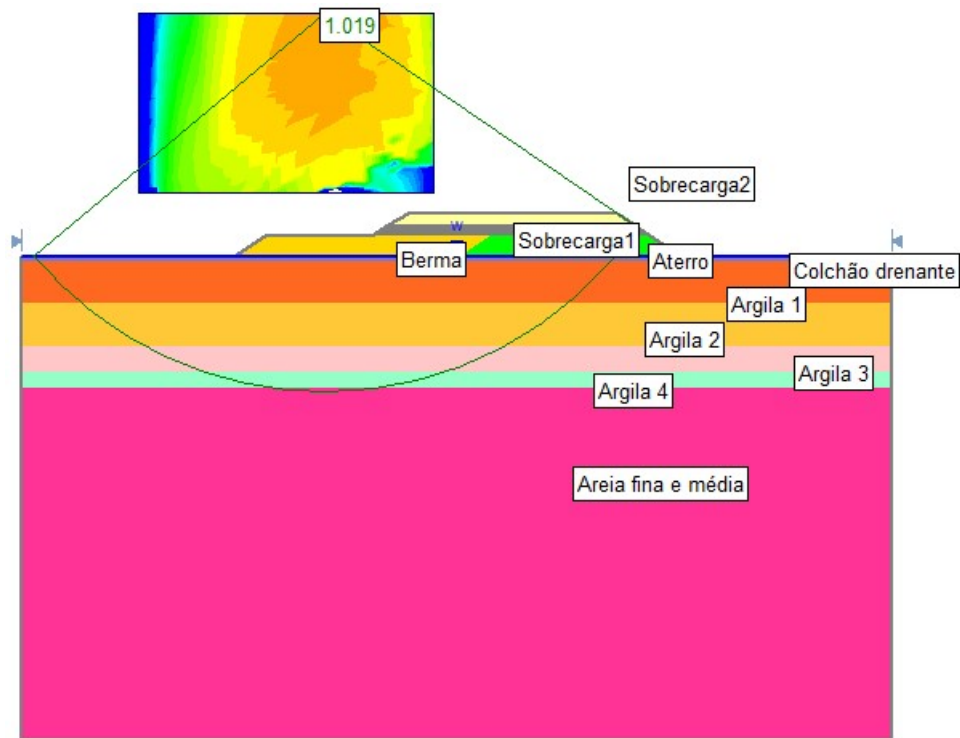 1.019
Sobrecarga2
W
Sobrecarga1
Berma
Aterro
Colchão drenante
Argila 1
Argila 2
Argila 3
Argila 4
Areia fina e média